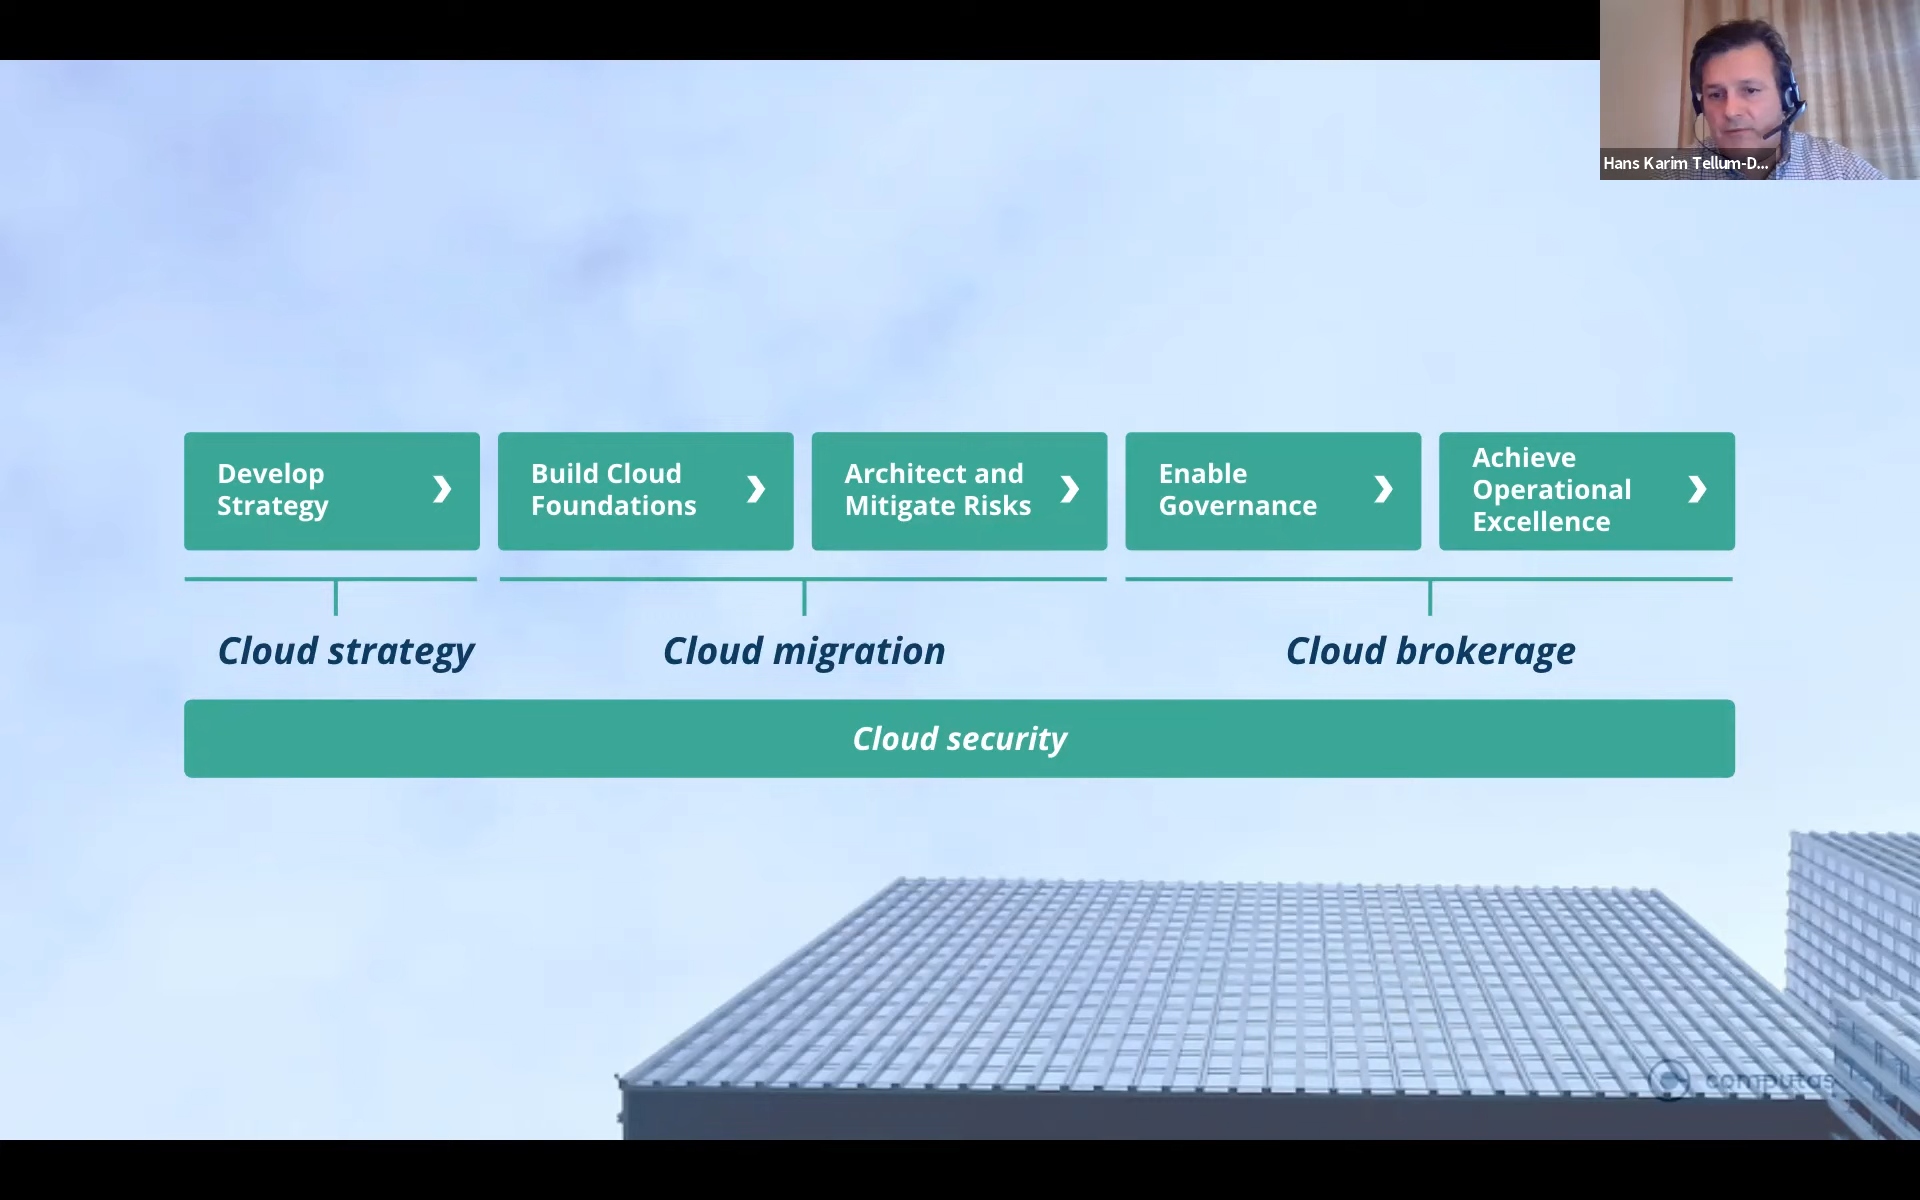 Hans Karim Tellum-D...
Develop
Strategy
Build Cloud
Foundations
Architect and
Mitigate Risks
Enable
Governance
Achieve
Operational
Excellence
Cloud strategy
Cloud migration
Cloud brokerage
Cloud security
computas